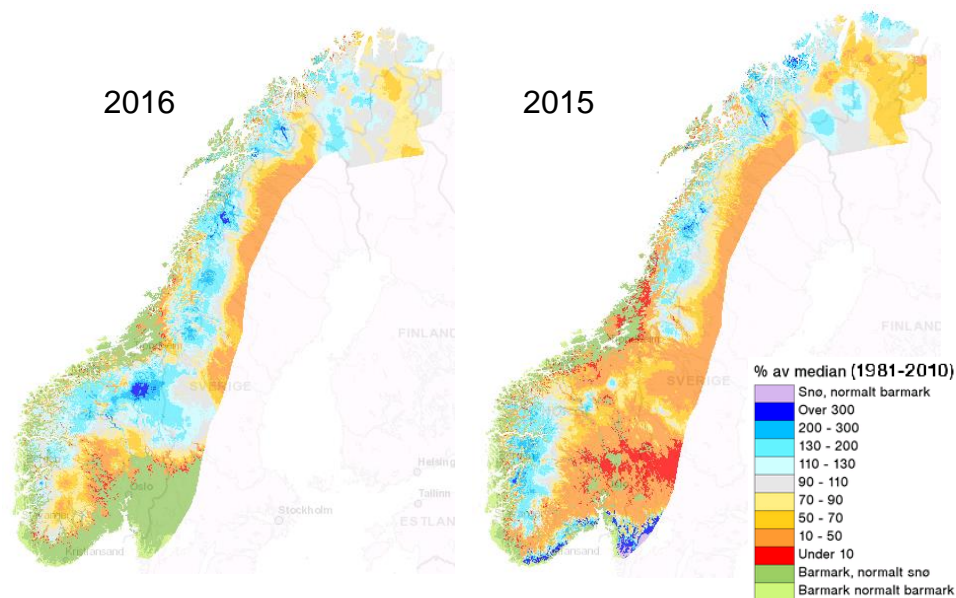 2016
2015
FINLAND
FINLAND
SVERIGE
SVERIGE
% av median (1981-2010)
Snø, normalt barmark
Over 300
200 - 300
130 - 200
110 - 130
90 - 110
70 - 90
50 - 70
10 - 50
Under 10
Barmark, normalt snø
Barmark normalt barmark
Oslo
Oslo
Helsing
Tallinn
ESTLAND
Stockholm
Kristiansand